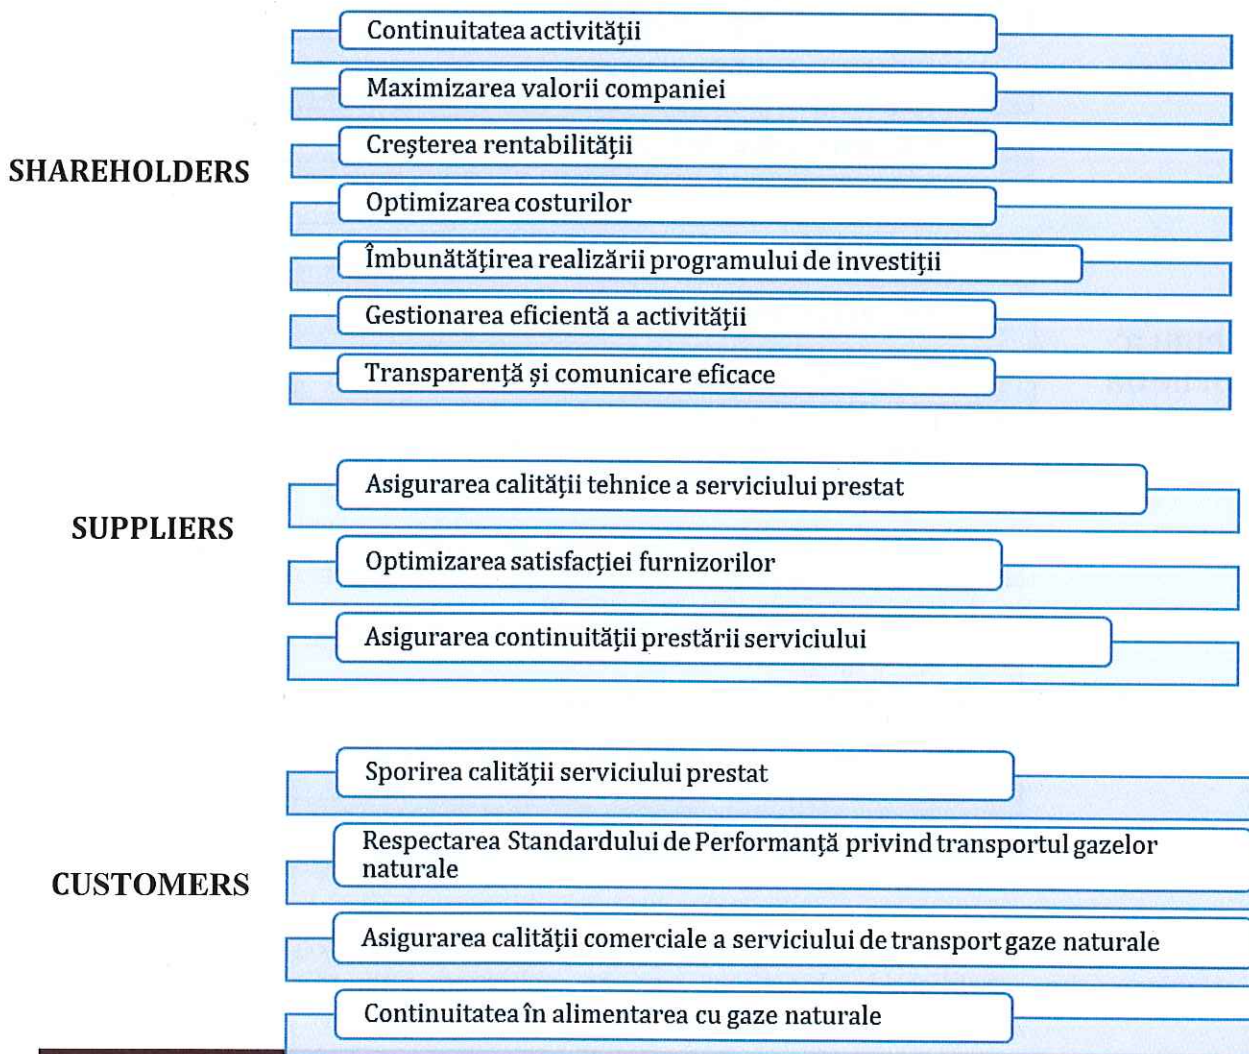 Continuitatea activității
Maximizarea valorii companiei
SHAREHOLDERS
Creșterea rentabilității
Optimizarea costurilor
Îmbunătățirea realizării programului de investiții
Gestionarea eficientă a activității
Transparență și comunicare eficace
SUPPLIERS
Asigurarea calității tehnice a serviciului prestat
Optimizarea satisfacției furnizorilor
Asigurarea continuității prestării serviciului
CUSTOMERS
Sporirea calității serviciului prestat
Respectarea Standardului de Performanță privind transportul gazelor
naturale
Asigurarea calității comerciale a serviciului de transport gaze naturale
Continuitatea în alimentarea cu gaze naturale